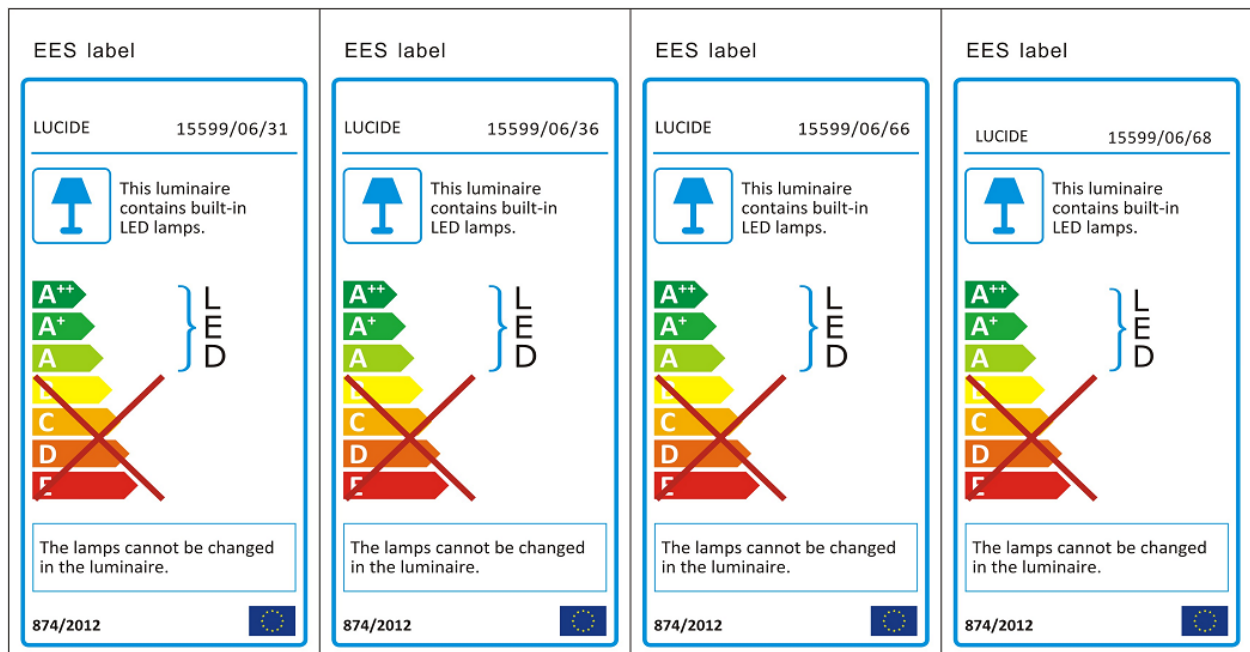 EES label
LUCIDE 15599/06/31
This luminaire
contains built-in
LED lamps.
A++
A+
A
L
E
D
B
C
D
E
The lamps cannot be changed
in the luminaire.
874/2012
EES label
LUCIDE 15599/06/36
This luminaire
contains built-in
LED lamps.
A++
A+
A
L
E
D
B
C
D
E
The lamps cannot be changed
in the luminaire.
874/2012
EES label
LUCIDE 15599/06/66
This luminaire
contains built-in
LED lamps.
A++
A+
A
L
E
D
B
C
D
E
The lamps cannot be changed
in the luminaire.
874/2012
EES label
LUCIDE 15599/06/68
This luminaire
contains built-in
LED lamps.
A++
A+
A
L
E
D
B
C
D
E
The lamps cannot be changed
in the luminaire.
874/2012